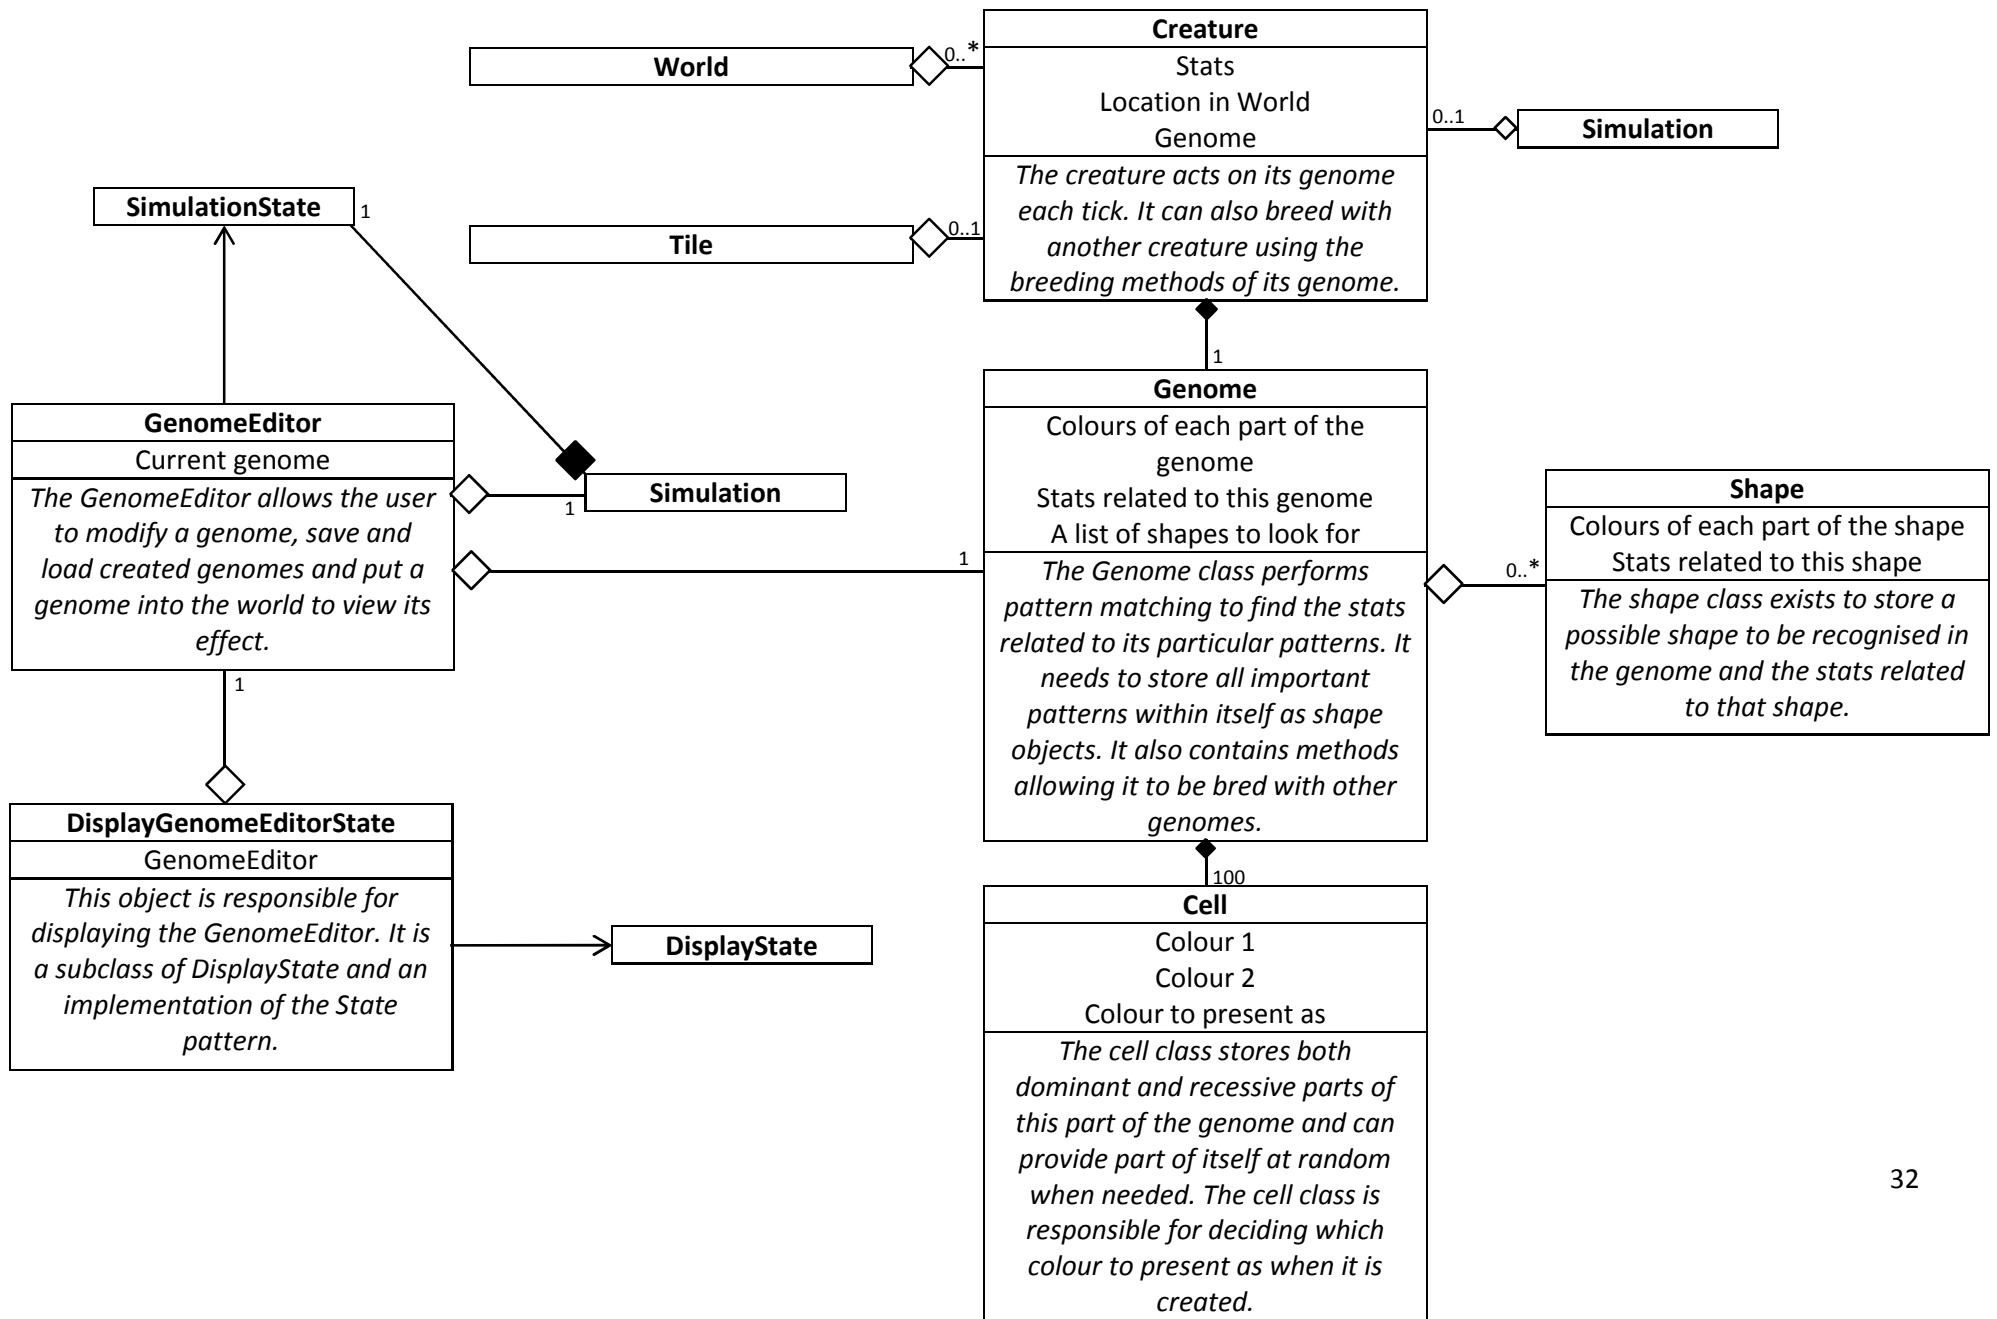 Creature
Stats
Location in World
Genome
The creature acts on its genome
each tick. It can also breed with
another creature using the
breeding methods of its genome.
World
0..*
Tile
0..1
0..1
Simulation
SimulationState
1
GenomeEditor
Current genome
The GenomeEditor allows the user
to modify a genome, save and
load created genomes and put a
genome into the world to view its
effect.
1
Simulation
1
1
1
Genome
Colours of each part of the
genome
Stats related to this genome
A list of shapes to look for
The Genome class performs
pattern matching to find the stats
related to its particular patterns. It
needs to store all important
patterns within itself as shape
objects. It also contains methods
allowing it to be bred with other
genomes.
0..*
Shape
Colours of each part of the shape
Stats related to this shape
The shape class exists to store a
possible shape to be recognised in
the genome and the stats related
to that shape.
DisplayGenomeEditorState
GenomeEditor
This object is responsible for
displaying the GenomeEditor. It is
a subclass of DisplayState and an
implementation of the State
pattern.
DisplayState
100
Cell
Colour 1
Colour 2
Colour to present as
The cell class stores both
dominant and recessive parts of
this part of the genome and can
provide part of itself at random
when needed. The cell class is
responsible for deciding which
colour to present as when it is
created.
32